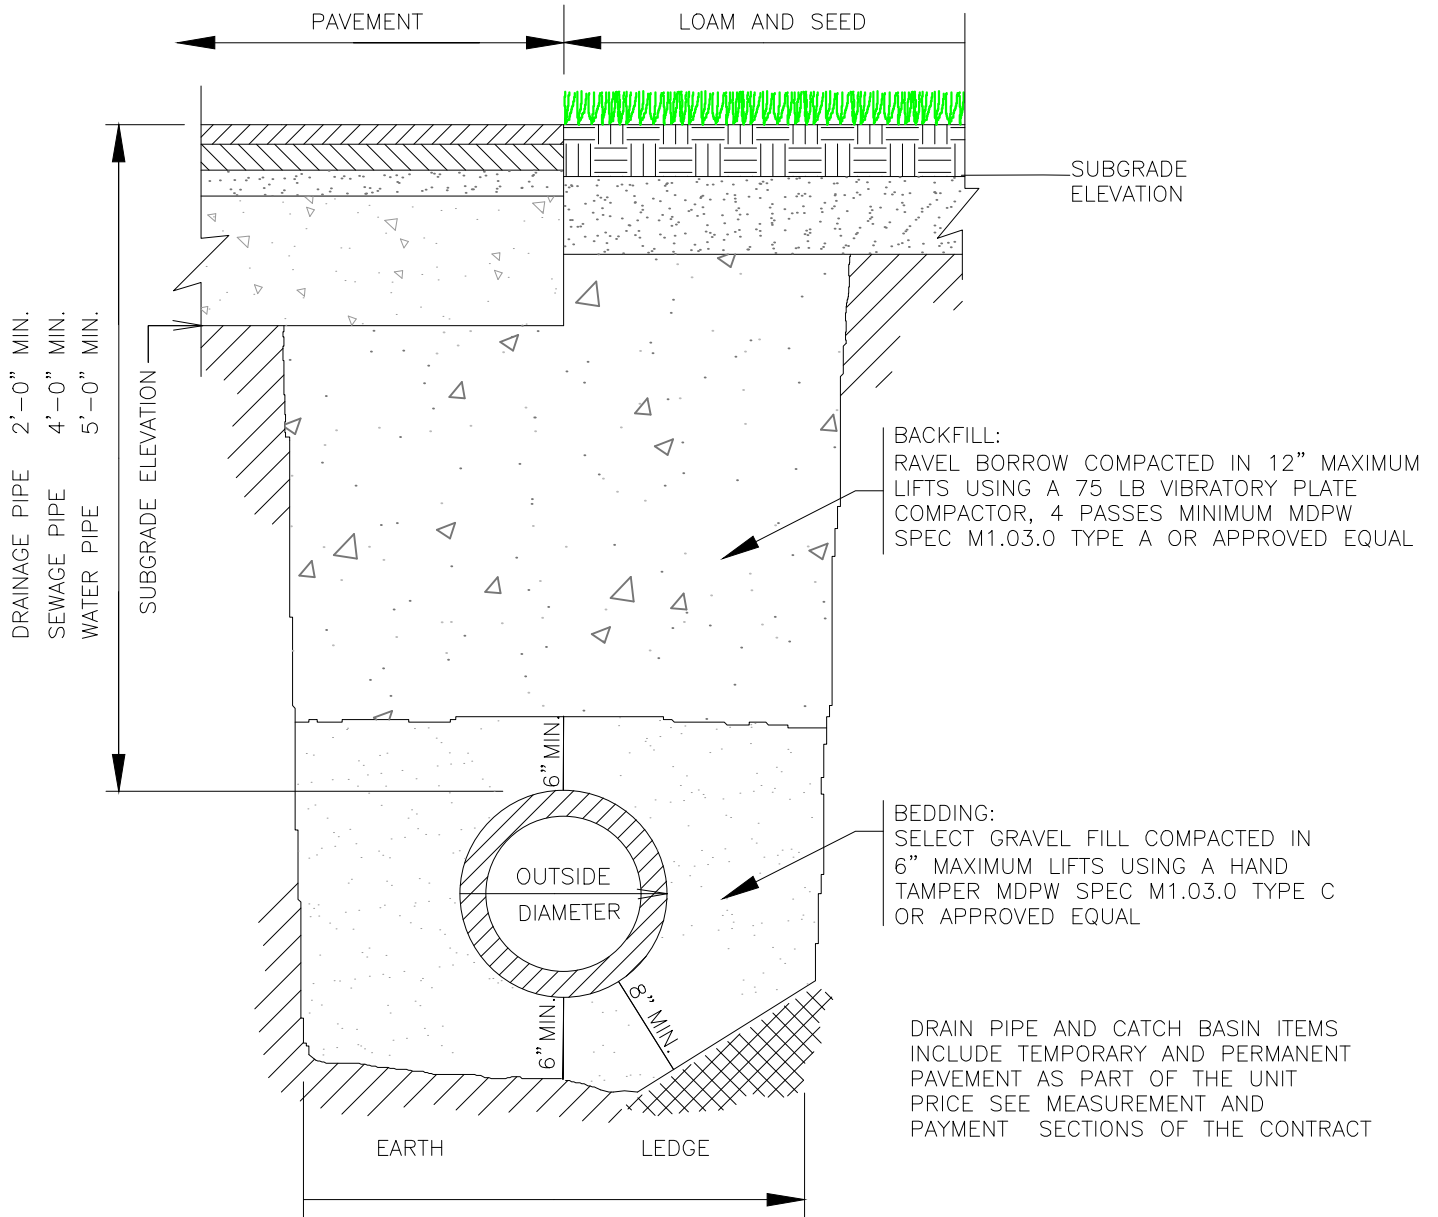 PAVEMENT
LOAM AND SEED
SUBGRADE
ELEVATION
DRAINAGE PIPE 2'-0" MIN.
SEWAGE PIPE 4'-0" MIN.
WATER PIPE 5'-0" MIN.
SUBGRADE ELEVATION
BACKFILL:
RAVEL BORROW COMPACTED IN 12" MAXIMUM
LIFTS USING A 75 LB VIBRATORY PLATE
COMPACTOR, 4 PASSES MINIMUM MDPW
SPEC M1.03.0 TYPE A OR APPROVED EQUAL
6" MIN.
BEDDING:
SELECT GRAVEL FILL COMPACTED IN
6" MAXIMUM LIFTS USING A HAND
TAMPER MDPW SPEC M1.03.0 TYPE C
OR APPROVED EQUAL
OUTSIDE
DIAMETER
6" MIN.
8" MIN.
DRAIN PIPE AND CATCH BASIN ITEMS
INCLUDE TEMPORARY AND PERMANENT
PAVEMENT AS PART OF THE UNIT
PRICE SEE MEASUREMENT AND
PAYMENT SECTIONS OF THE CONTRACT
EARTH
LEDGE